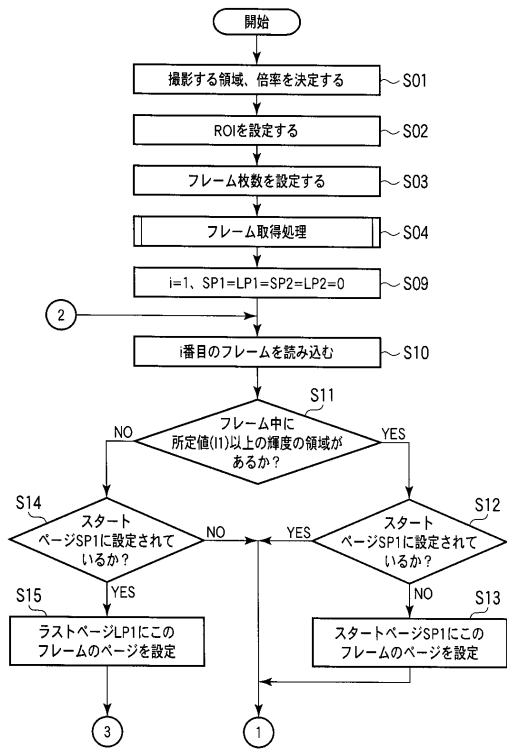 開始
撮影する領域、倍率を決定する
S01
ROIを設定する
S02
フレーム枚数を設定する
S03
フレーム取得処理
S04
i=1、SP1=LP1=SP2=LP2=0
S09
2
i番目のフレームを読み込む
S10
S11
フレーム中に
所定値(I1)以上の輝度の領域が
あるか？
NO
YES
S14
スタート
ページSP1に設定されて
いるか？
NO
YES
S12
スタート
ページSP1に設定されて
いるか？
YES
NO
S15
ラストページLP1にこの
フレームのページを設定
S13
スタートページSP1にこの
フレームのページを設定
3
1